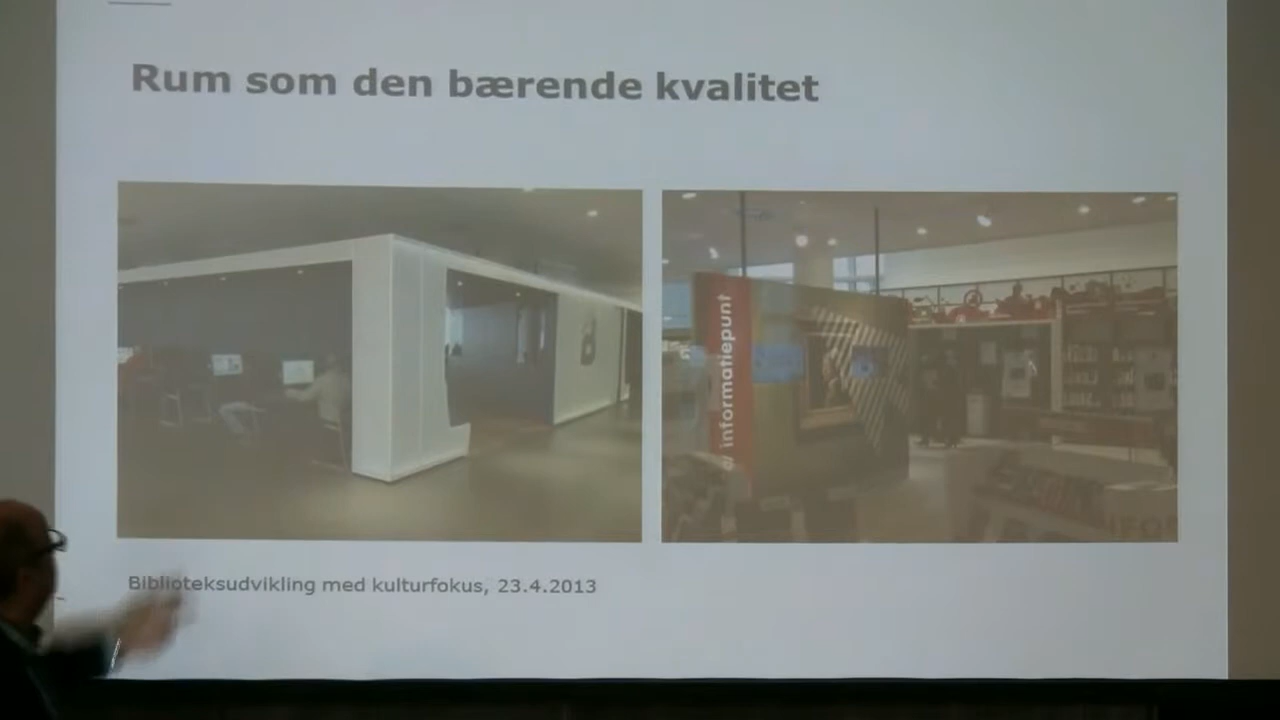 Rum som den bærende kvalitet
informatiepunt
Biblioteksudvikling med kulturfokus, 23.4.2013